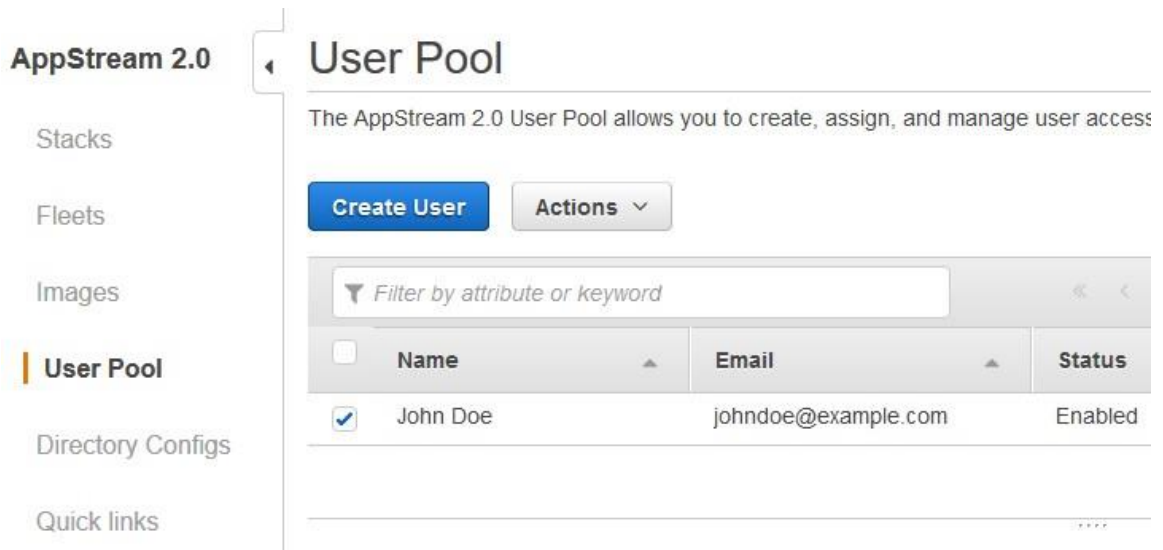 AppStream 2.0
Stacks
Fleets
Images
User Pool
Directory Configs
Quick links
User Pool
The AppStream 2.0 User Pool allows you to create, assign, and manage user access
Create User Actions
Filter by attribute or keyword
Name Email Status
John Doe johndoe@example.com Enabled